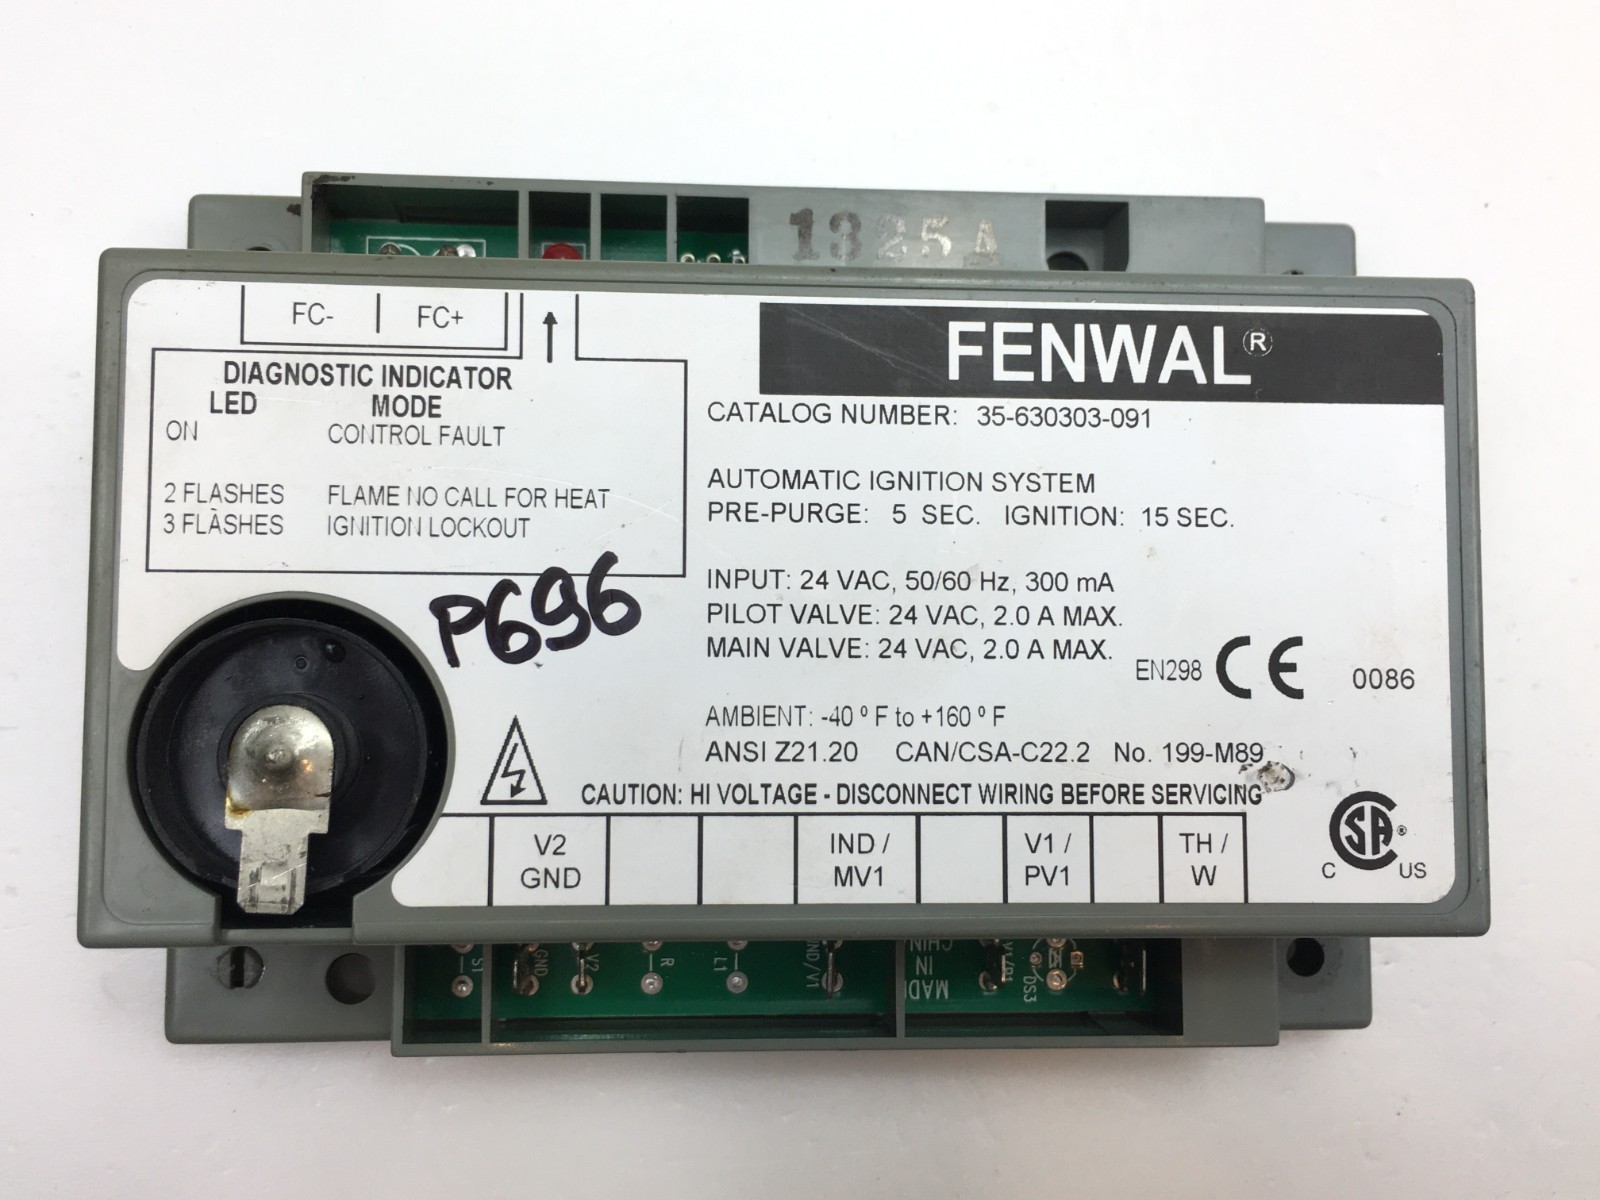 1325A
FC- FC+
DIAGNOSTIC INDICATOR
LED MODE
ON CONTROL FAULT
2 FLASHES FLAME NO CALL FOR HEAT
3 FLASHES IGNITION LOCKOUT
P696
FENWAL®
CATALOG NUMBER: 35-630303-091
AUTOMATIC IGNITION SYSTEM
PRE-PURGE: 5 SEC. IGNITION: 15 SEC.
INPUT: 24 VAC, 50/60 Hz, 300 mA
PILOT VALVE: 24 VAC, 2.0 A MAX.
MAIN VALVE: 24 VAC, 2.0 A MAX.
EN298 CE 0086
AMBIENT: -40 º F to +160 º F
ANSI Z21.20 CAN/CSA-C22.2 No. 199-M89
CAUTION: HI VOLTAGE - DISCONNECT WIRING BEFORE SERVICING
C SA® US
V2 IND / V1 / TH /
GND MV1 PV1 W
S1 GND V2 R L1 IND/V1
DS3